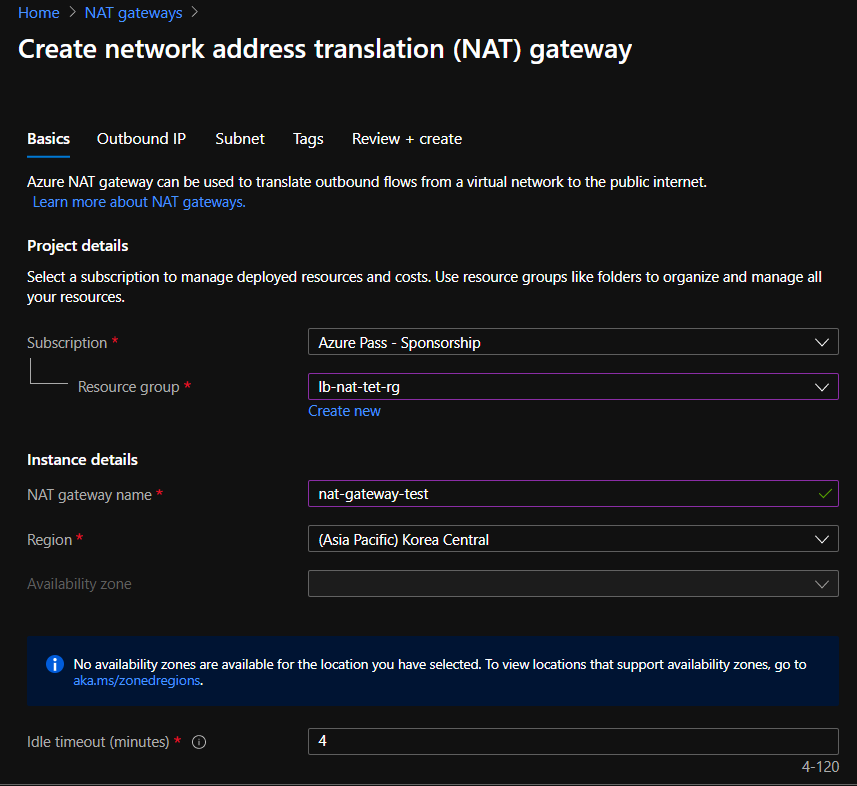 Home > NAT gateways >
Create network address translation (NAT) gateway
Basics Outbound IP Subnet Tags Review + create
Azure NAT gateway can be used to translate outbound flows from a virtual network to the public internet.
Learn more about NAT gateways.
Project details
Select a subscription to manage deployed resources and costs. Use resource groups like folders to organize and manage all
your resources.
Subscription * Azure Pass - Sponsorship
Resource group * lb-nat-tet-rg
Create new
Instance details
NAT gateway name * nat-gateway-test
Region * (Asia Pacific) Korea Central
Availability zone
No availability zones are available for the location you have selected. To view locations that support availability zones, go to
aka.ms/zonedregions.
Idle timeout (minutes) * 4
4-120